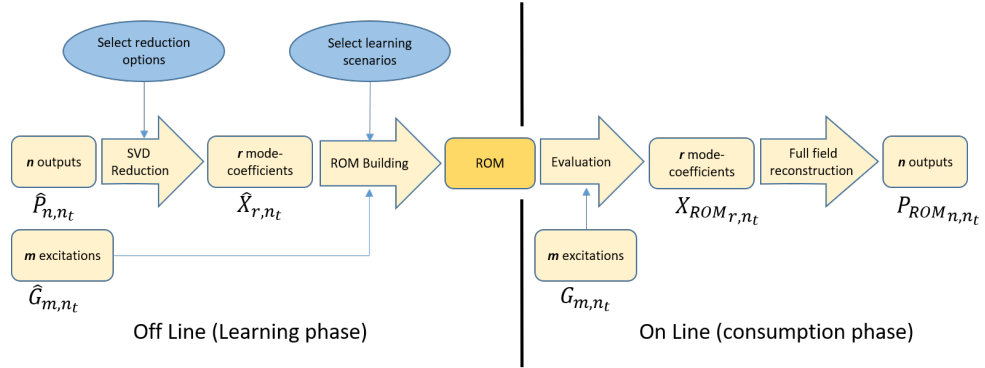 Select reduction
options
Select learning
scenarios
n outputs
SVD
Reduction
r mode-
coefficients
ROM Building
ROM
Evaluation
r mode-
coefficients
Full field
reconstruction
n outputs
P̂n,nt
X̂r,nt
XROMr,nt
PROMn,nt
m excitations
m excitations
Ĝm,nt
Gm,nt
Off Line (Learning phase)
On Line (consumption phase)